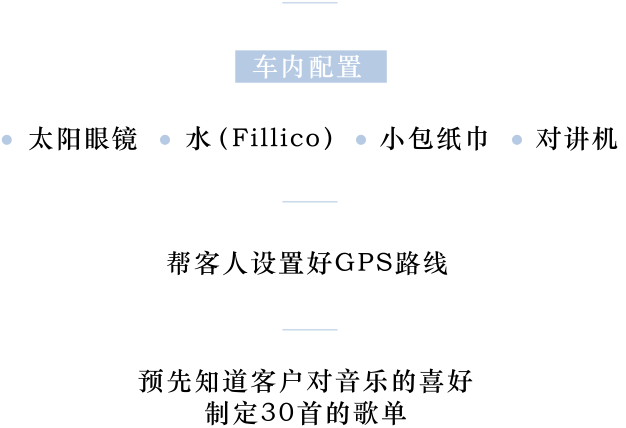 车内配置
太阳眼镜 水(Fillico) 小包纸巾 对讲机
帮客人设置好GPS路线
预先知道客户对音乐的喜好
制定30首的歌单